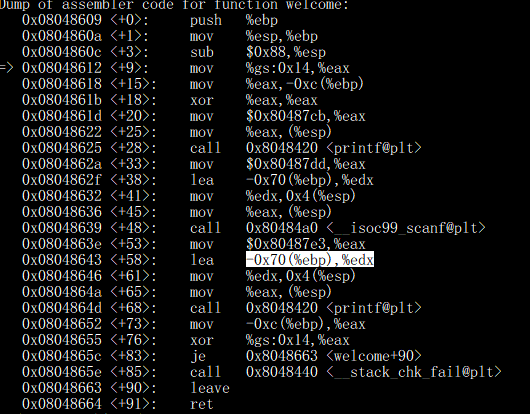 Dump of assembler code for function welcome:
0x08048609 <+0>: push %ebp
0x0804860a <+1>: mov %esp,%ebp
0x0804860c <+3>: sub $0x88,%esp
=> 0x08048612 <+9>: mov %gs:0x14,%eax
0x08048618 <+15>: mov %eax,-0xc(%ebp)
0x0804861b <+18>: xor %eax,%eax
0x0804861d <+20>: mov $0x80487cb,%eax
0x08048622 <+25>: mov %eax,(%esp)
0x08048625 <+28>: call 0x8048420 <printf@plt>
0x0804862a <+33>: mov $0x80487dd,%eax
0x0804862f <+38>: lea -0x70(%ebp),%edx
0x08048632 <+41>: mov %edx,0x4(%esp)
0x08048636 <+45>: mov %eax,(%esp)
0x08048639 <+48>: call 0x80484a0 <__isoc99_scanf@plt>
0x0804863e <+53>: mov $0x80487e3,%eax
0x08048643 <+58>: lea -0x70(%ebp),%edx
0x08048646 <+61>: mov %edx,0x4(%esp)
0x0804864a <+65>: mov %eax,(%esp)
0x0804864d <+68>: call 0x8048420 <printf@plt>
0x08048652 <+73>: mov -0xc(%ebp),%eax
0x08048655 <+76>: xor %gs:0x14,%eax
0x0804865c <+83>: je 0x8048663 <welcome+90>
0x0804865e <+85>: call 0x8048440 <__stack_chk_fail@plt>
0x08048663 <+90>: leave
0x08048664 <+91>: ret